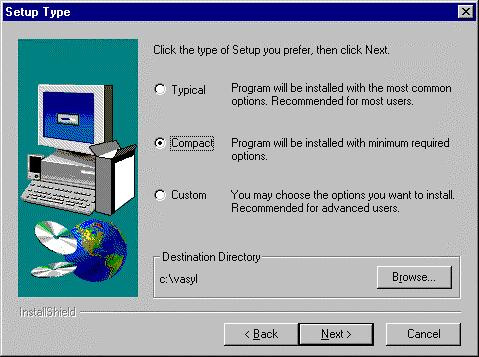 Setup Type
Click the type of Setup you prefer, then click Next.
Typical
Program will be installed with the most common
options. Recommended for most users.
Compact
Program will be installed with minimum required
options.
Custom
You may choose the options you want to install.
Recommended for advanced users.
Destination Directory
c:\vasyl
Browse...
InstallShield
< Back
Next >
Cancel